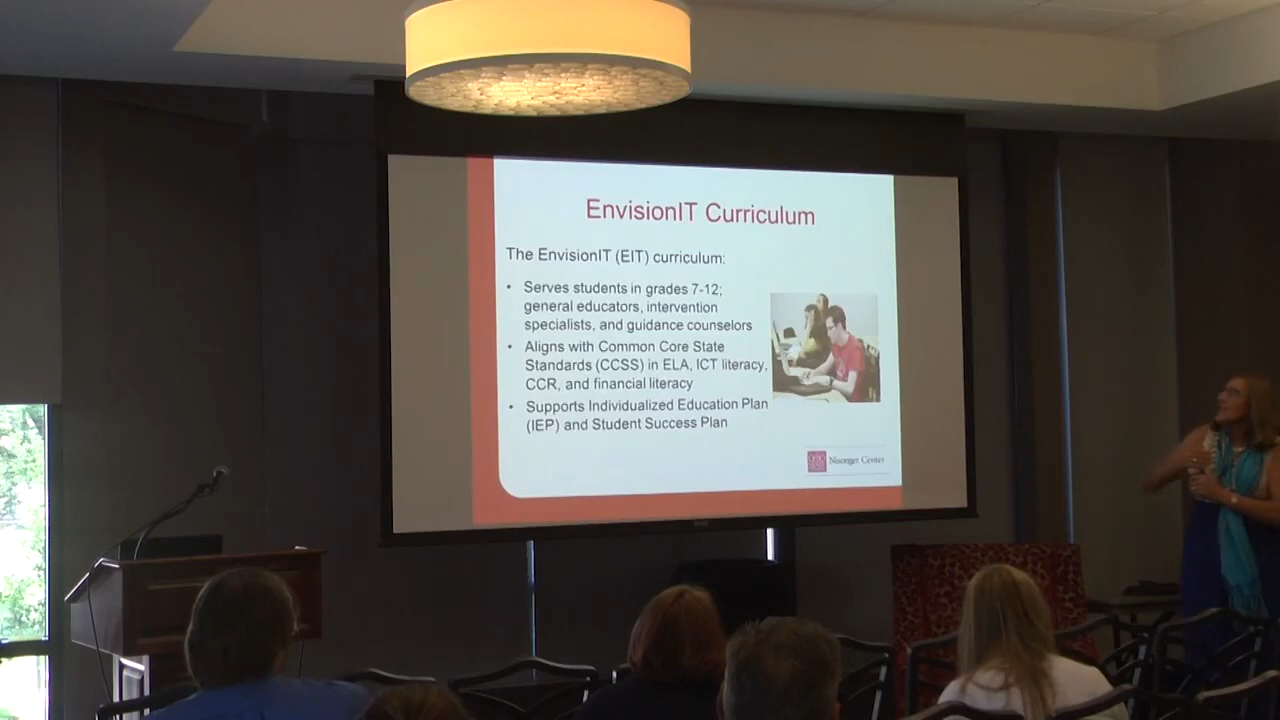 EnvisionIT Curriculum
The EnvisionIT (EIT) curriculum:
• Serves students in grades 7-12;
general educators, intervention
specialists, and guidance counselors
• Aligns with Common Core State
Standards (CCSS) in ELA, ICT literacy,
CCR, and financial literacy
• Supports Individualized Education Plan
(IEP) and Student Success Plan
OHIO
STATE
Nisonger Center